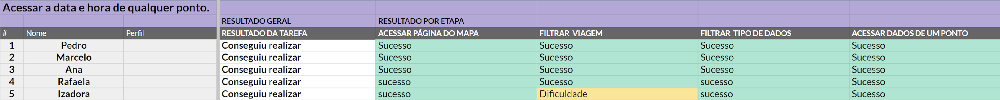 Acessar a data e hora de qualquer ponto.
RESULTADO GERAL RESULTADO POR ETAPA
# Nome Perfil RESULTADO DA TAREFA ACESSAR PÁGINA DO MAPA FILTRAR VIAGEM FILTRAR TIPO DE DADOS ACESSAR DADOS DE UM PONTO
1 Pedro Conseguiu realizar Sucesso Sucesso Sucesso Sucesso
2 Marcelo Conseguiu realizar Sucesso Sucesso Sucesso Sucesso
3 Ana Conseguiu realizar Sucesso Sucesso Sucesso Sucesso
4 Rafaela Conseguiu realizar sucesso Sucesso sucesso Sucesso
5 Izadora Conseguiu realizar sucesso Dificuldade sucesso Sucesso